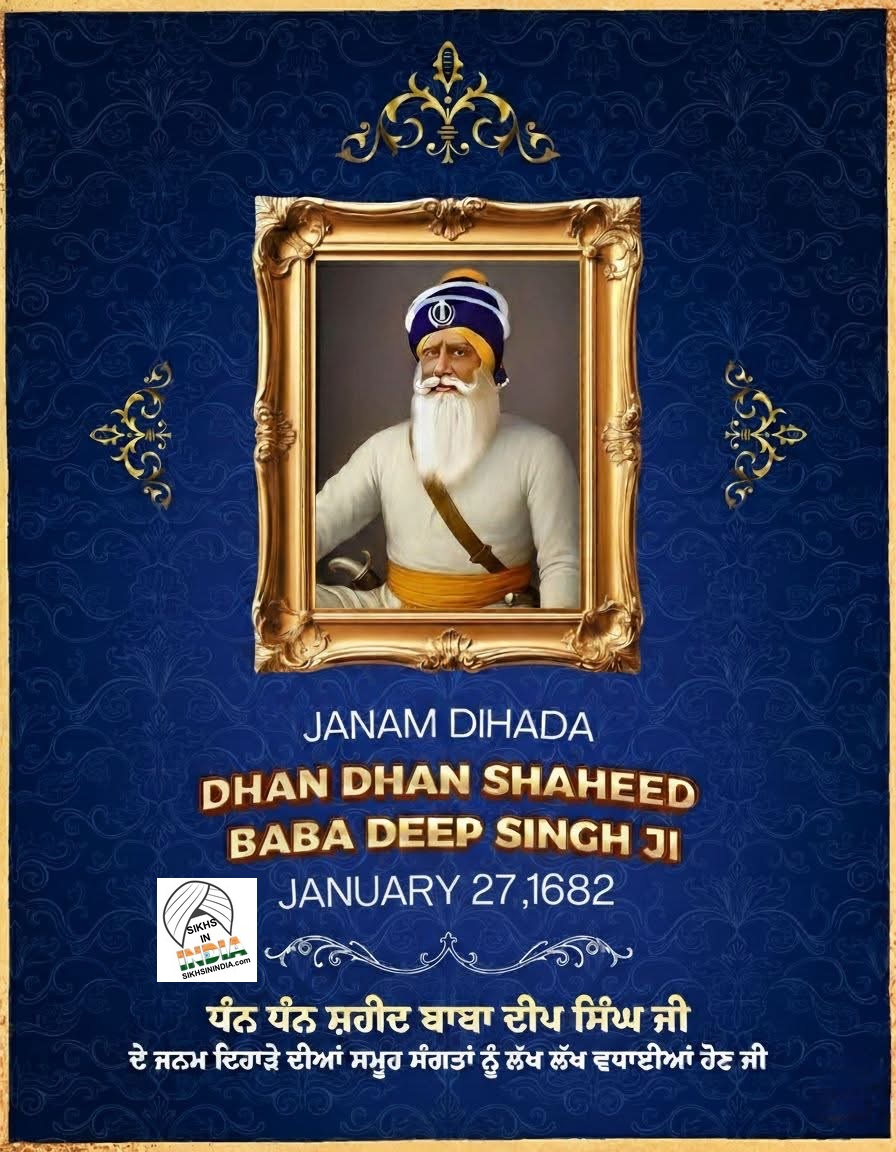 JANAM DIHADA
DHAN DHAN SHAHEED
BABA DEEP SINGH JI
JANUARY 27,1682
SIKHS
IN
INDIA
SIKHSININDIA.com
ਧੰਨ ਧੰਨ ਸ਼ਹੀਦ ਬਾਬਾ ਦੀਪ ਸਿੰਘ ਜੀ
ਦੇ ਜਨਮ ਦਿਹਾੜੇ ਦੀਆਂ ਸਮੂਹ ਸੰਗਤਾਂ ਨੂੰ ਲੱਖ ਲੱਖ ਵਧਾਈਆਂ ਹੋਣ ਜੀ